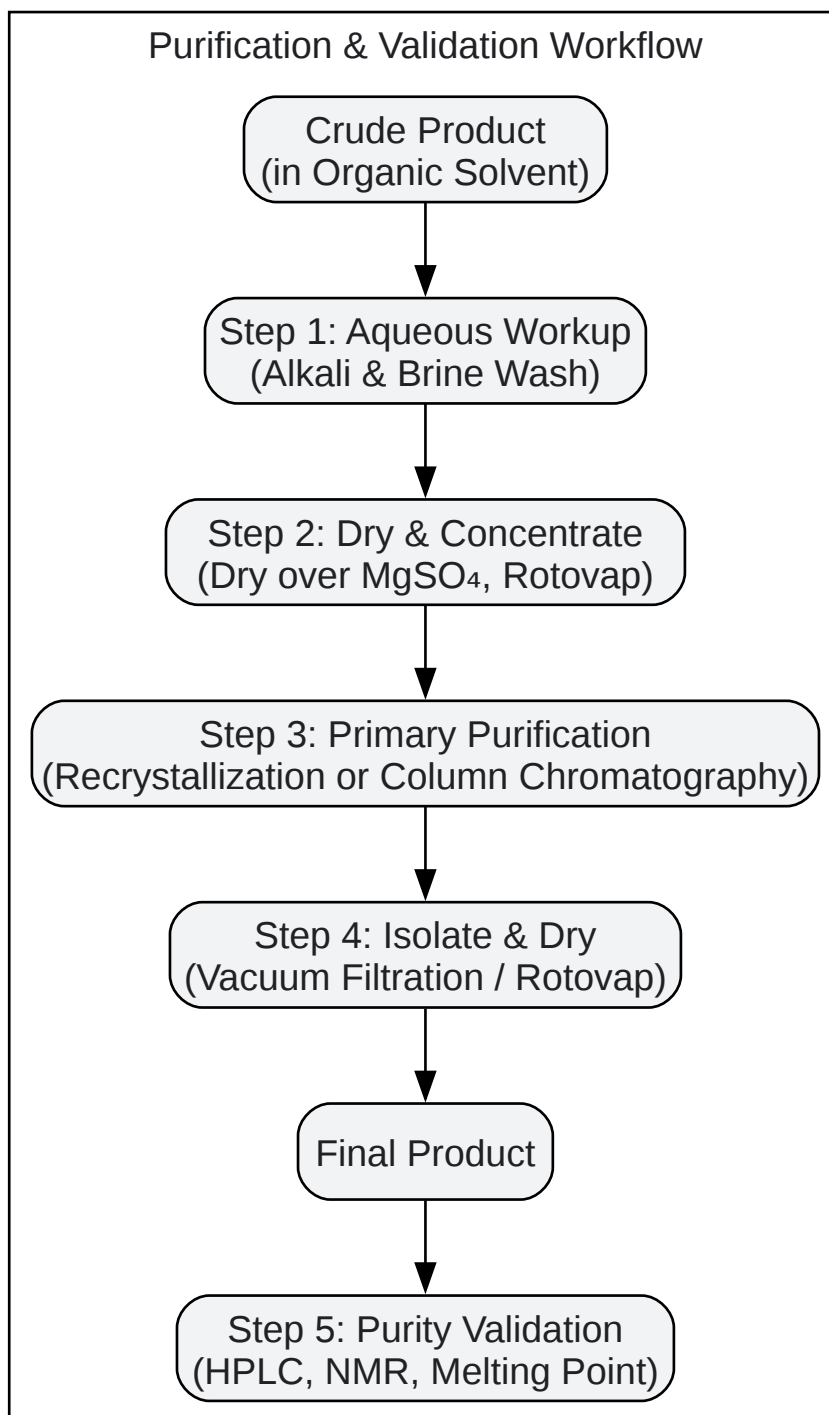 Purification & Validation Workflow
Crude Product
(in Organic Solvent)
Step 1: Aqueous Workup
(Alkali & Brine Wash)
Step 2: Dry & Concentrate
(Dry over MgSO₄, Rotovap)
Step 3: Primary Purification
(Recrystallization or Column Chromatography)
Step 4: Isolate & Dry
(Vacuum Filtration / Rotovap)
Final Product
Step 5: Purity Validation
(HPLC, NMR, Melting Point)